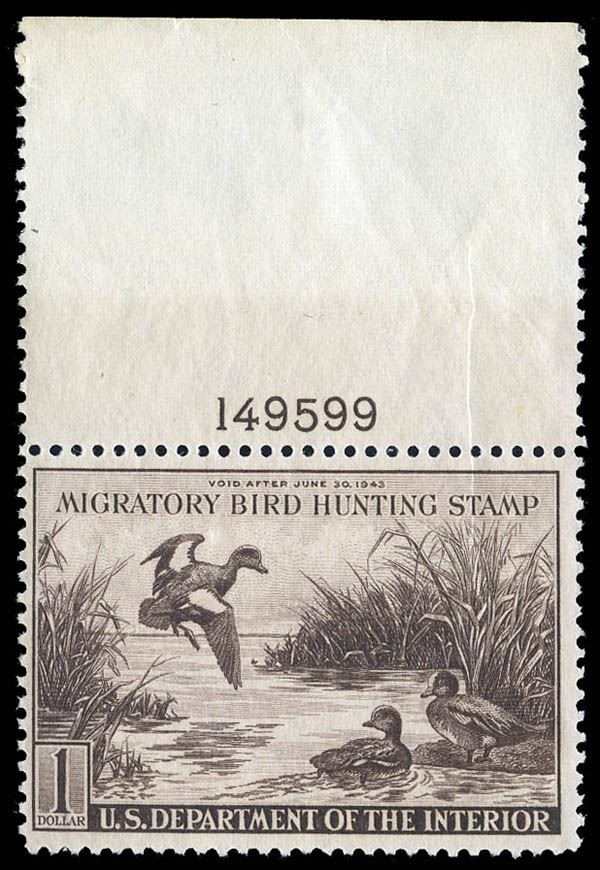 149599
VOID AFTER JUNE 30, 1943
MIGRATORY BIRD HUNTING STAMP
1
DOLLAR
U.S. DEPARTMENT OF THE INTERIOR